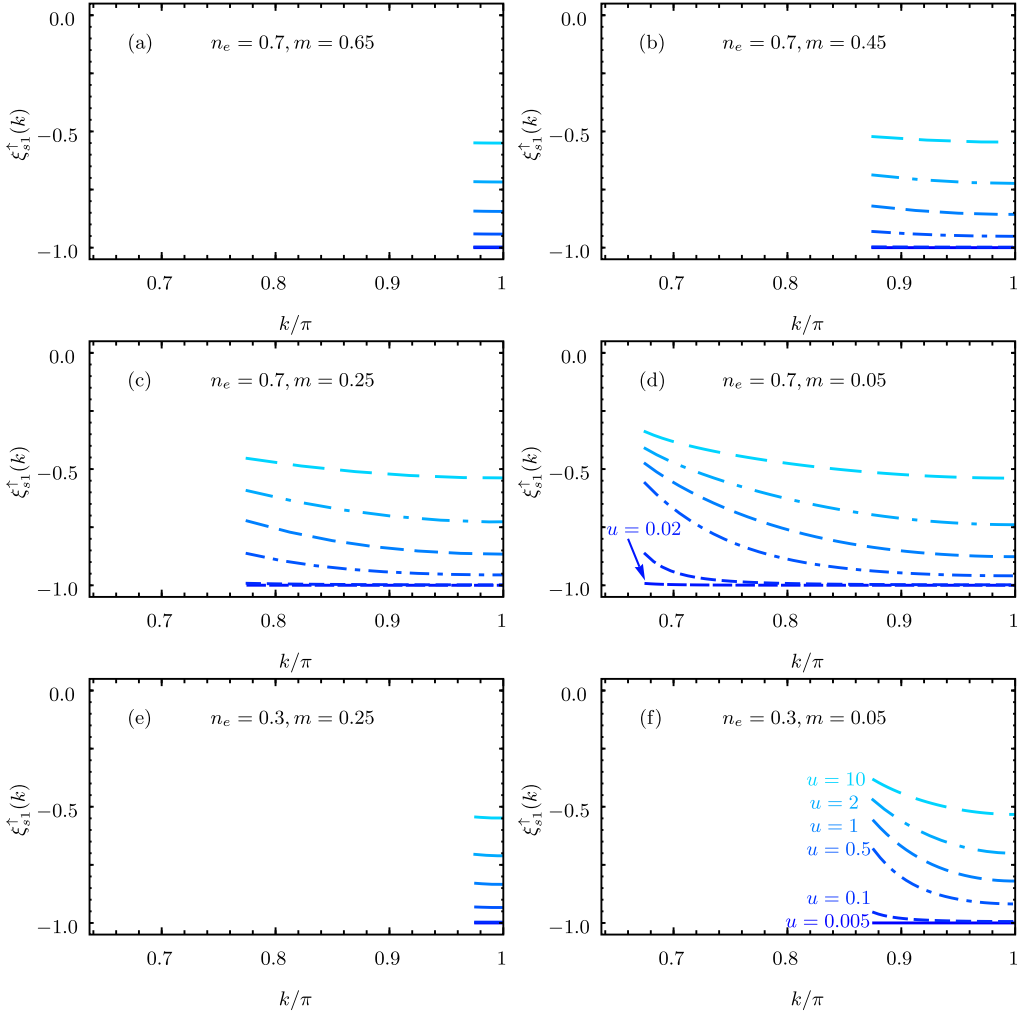 (a) n_e = 0.7, m = 0.65
0.0
−0.5
−1.0
ξ_{s1}^↑(k)
0.7 0.8 0.9 1
k/π
(b) n_e = 0.7, m = 0.45
0.0
−0.5
−1.0
ξ_{s1}^↑(k)
0.7 0.8 0.9 1
k/π
(c) n_e = 0.7, m = 0.25
0.0
−0.5
−1.0
ξ_{s1}^↑(k)
0.7 0.8 0.9 1
k/π
(d) n_e = 0.7, m = 0.05
0.0
−0.5
−1.0
ξ_{s1}^↑(k)
u = 0.02
0.7 0.8 0.9 1
k/π
(e) n_e = 0.3, m = 0.25
0.0
−0.5
−1.0
ξ_{s1}^↑(k)
0.7 0.8 0.9 1
k/π
(f) n_e = 0.3, m = 0.05
0.0
−0.5
−1.0
ξ_{s1}^↑(k)
u = 10
u = 2
u = 1
u = 0.5
u = 0.1
u = 0.005
0.7 0.8 0.9 1
k/π